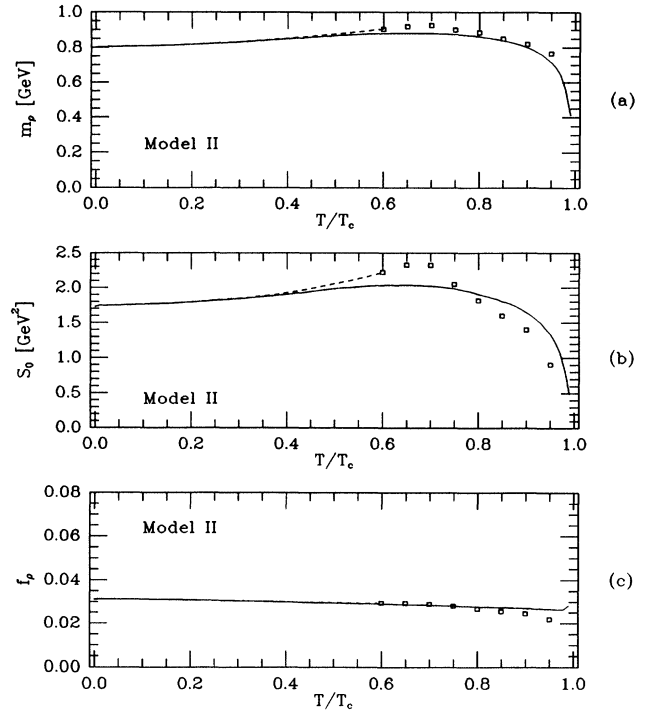 1.0
0.8
0.6
0.4
0.2
0.0
m_ρ [GeV]
Model II
(a)
0.0 0.2 0.4 0.6 0.8 1.0
T/T_c
2.5
2.0
1.5
1.0
0.5
0.0
S_0 [GeV^2]
Model II
(b)
0.0 0.2 0.4 0.6 0.8 1.0
T/T_c
0.08
0.06
0.04
0.02
0.00
f_ρ
Model II
(c)
0.0 0.2 0.4 0.6 0.8 1.0
T/T_c